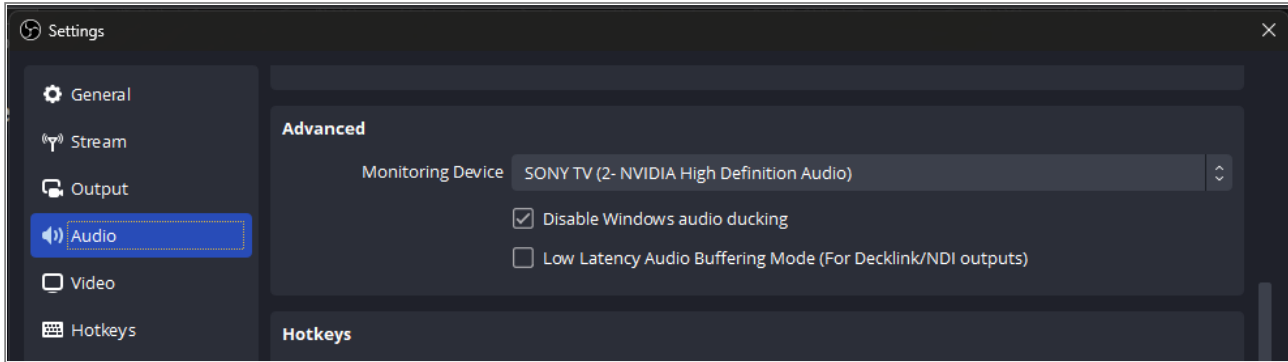 Settings
General
Stream
Output
Audio
Video
Hotkeys
Advanced
Monitoring Device SONY TV (2- NVIDIA High Definition Audio)
Disable Windows audio ducking
Low Latency Audio Buffering Mode (For Decklink/NDI outputs)
Hotkeys